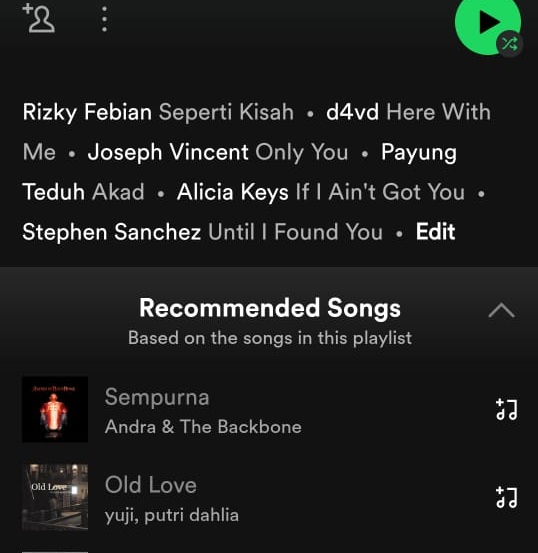 Rizky Febian Seperti Kisah • d4vd Here With
Me • Joseph Vincent Only You • Payung
Teduh Akad • Alicia Keys If I Ain't Got You •
Stephen Sanchez Until I Found You • Edit
Recommended Songs
Based on the songs in this playlist
Sempurna
Andra & The Backbone
Old Love
Old Love
yuji, putri dahlia